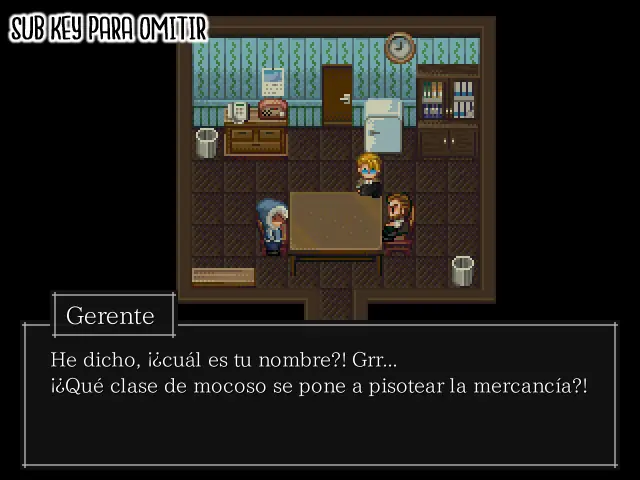 SUB KEY PARA OMITIR
Gerente
He dicho, ¡¿cuál es tu nombre?! Grr...
¡¿Qué clase de mocoso se pone a pisotear la mercancía?!